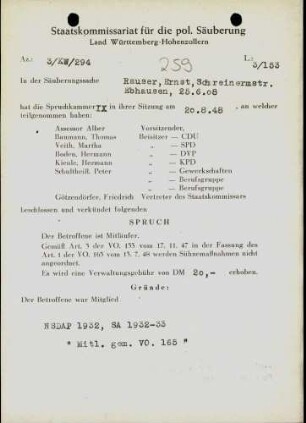 Staatskommissariat für die pol. Säuberung
Land Württemberg-Hohenzollern
Az.: 3/KW/294
259
L: 3/153
In der Säuberungssache Rauser, Ernst, Schreinermstr.
Ebhausen, 25.6.08
hat die Spruchkammer IX in ihrer Sitzung am 20.8.48, an welcher
teilgenommen haben:
Assessor Alber Vorsitzender,
Baumann, Thomas Beisitzer — CDU
Veith, Martha „ — SPD
Boden, Hermann „ — DVP
Kienle, Hermann „ — KPD
Schultheiß, Peter „ — Gewerkschaften
„ — Berufsgruppe
„ — Berufsgruppe
Götzendörfer, Friedrich Vertreter des Staatskommissars
beschlossen und verkündet folgenden
SPRUCH
Der Betroffene ist Mitläufer.
Gemäß Art. 3 der VO. 133 vom 17. 11. 47 in der Fassung des
Art. 1 der VO. 165 vom 13. 7. 48 werden Sühnemaßnahmen nicht
angeordnet.
Es wird eine Verwaltungsgebühr von DM 20,- erhoben.
Gründe:
Der Betroffene war Mitglied
NSDAP 1932, SA 1932-33
" Mitl. gem. VO. 165 "